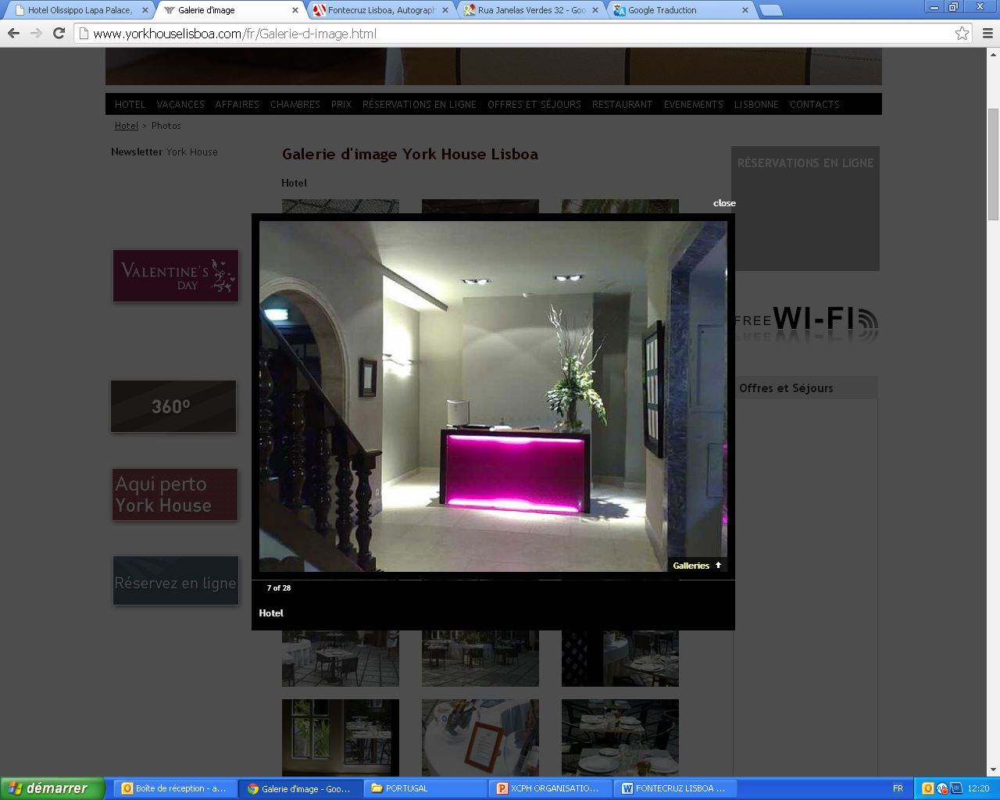 Hotel Olissippo Lapa Palace,
Galerie d'image
Fontecruz Lisboa, Autograph
Rua Janelas Verdes 32 - Goo
Google Traduction
www.yorkhouselisboa.com/fr/Galerie-d-image.html
HOTEL VACANCES AFFAIRES CHAMBRES PRIX RÉSERVATIONS EN LIGNE OFFRES ET SÉJOURS RESTAURANT EVENEMENTS LISBONNE CONTACTS
Hotel > Photos
Newsletter York House
Galerie d'image York House Lisboa
RÉSERVATIONS EN LIGNE
Hotel
close
VALENTINE'S
DAY
FREE WI-FI
360º
Offres et Séjours
Aqui perto
York House
Réservez en ligne
Galleries
7 of 28
Hotel
démarrer
Boîte de réception - a...
Galerie d'image - Goo...
PORTUGAL
XCPH ORGANISATIO...
FONTECRUZ LISBOA ...
FR
12:20